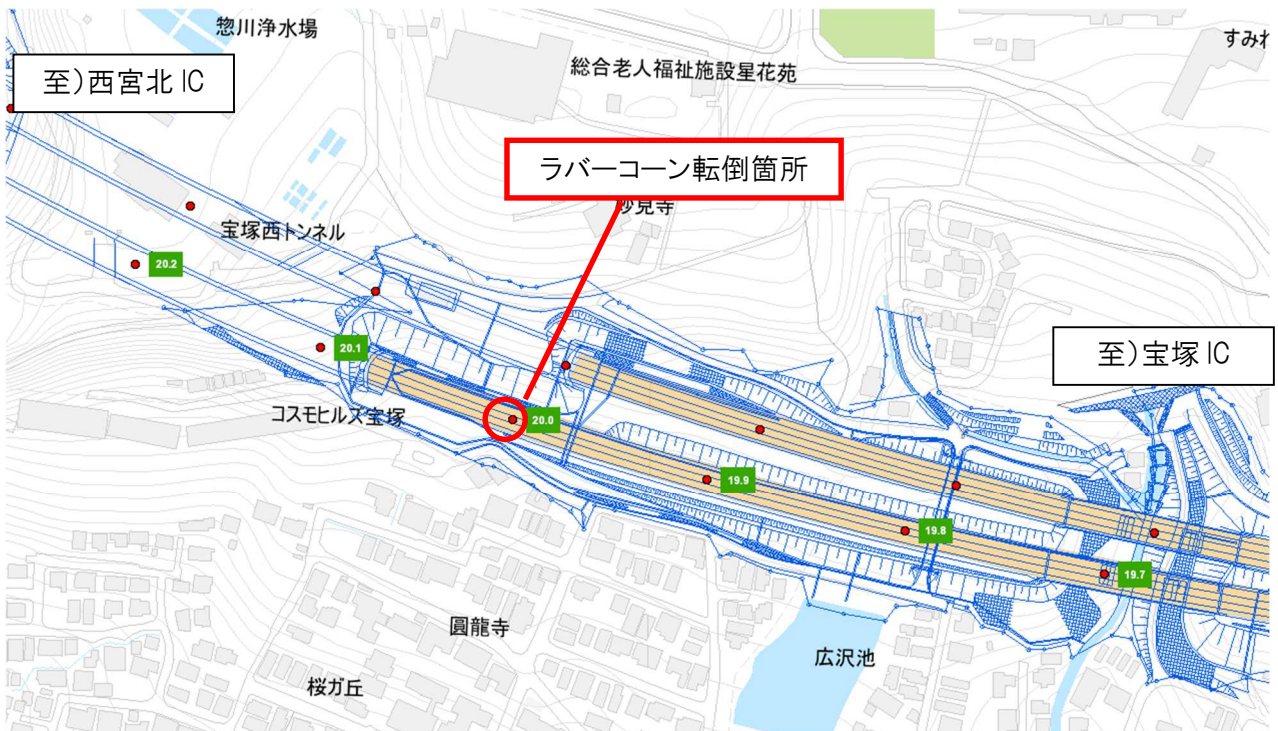 惣川浄水場
すみれ
総合老人福祉施設星花苑
至)西宮北IC
ラバーコーン転倒箇所
妙見寺
宝塚西トンネル
20.2
20.1
至)宝塚IC
コスモヒルズ宝塚
20.0
19.9
19.8
19.7
圓龍寺
広沢池
桜ガ丘